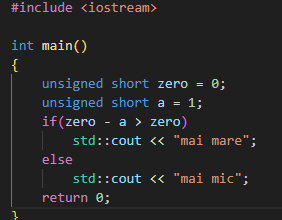 #include <iostream>
int main()
{
unsigned short zero = 0;
unsigned short a = 1;
if(zero - a > zero)
std::cout << "mai mare";
else
std::cout << "mai mic";
return 0;
}